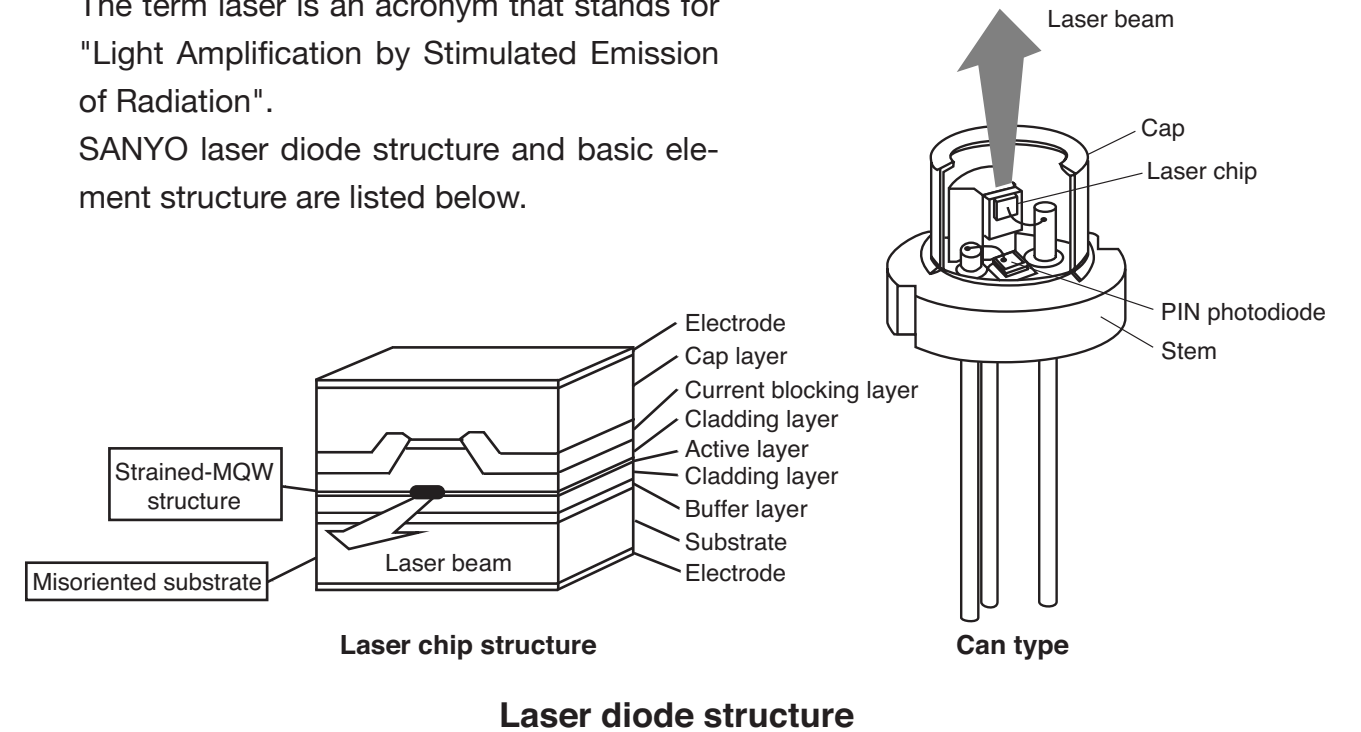 The term laser is an acronym that stands for
"Light Amplification by Stimulated Emission
of Radiation".
SANYO laser diode structure and basic ele-
ment structure are listed below.
Laser beam
Cap
Laser chip
PIN photodiode
Stem
Can type
Electrode
Cap layer
Current blocking layer
Cladding layer
Active layer
Cladding layer
Buffer layer
Substrate
Electrode
Strained-MQW
structure
Misoriented substrate
Laser beam
Laser chip structure
Laser diode structure